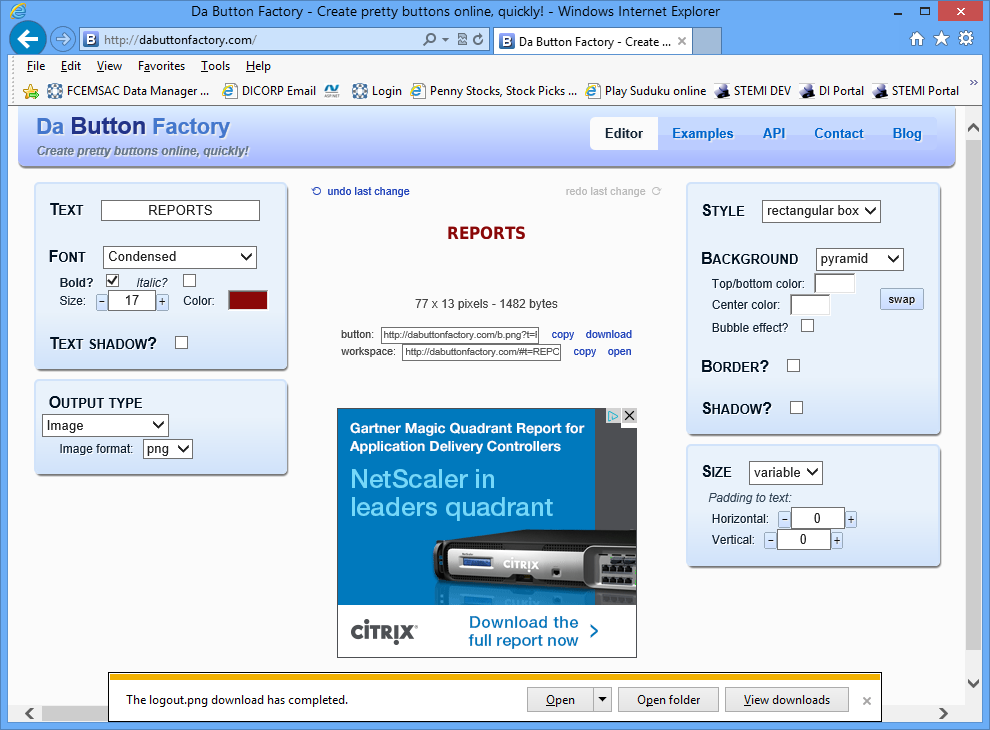 Da Button Factory - Create pretty buttons online, quickly! - Windows Internet Explorer
http://dabuttonfactory.com/
Da Button Factory - Create ...
File Edit View Favorites Tools Help
FCEMSAC Data Manager ... DICORP Email Login Penny Stocks, Stock Picks ... Play Suduku online STEMI DEV DI Portal STEMI Portal
Da Button Factory
Create pretty buttons online, quickly!
Editor Examples API Contact Blog
TEXT REPORTS
FONT Condensed
Bold? Italic?
Size: - 17 + Color:
TEXT SHADOW?
OUTPUT TYPE
Image
Image format: png
undo last change redo last change
REPORTS
77 x 13 pixels - 1482 bytes
button: http://dabuttonfactory.com/b.png?t=F copy download
workspace: http://dabuttonfactory.com/#t=REPO copy open
Gartner Magic Quadrant Report for
Application Delivery Controllers
NetScaler in
leaders quadrant
CITRIX
CITRIX
Download the
full report now
STYLE rectangular box
BACKGROUND pyramid
Top/bottom color:
Center color:
swap
Bubble effect?
BORDER?
SHADOW?
SIZE variable
Padding to text:
Horizontal: - 0 +
Vertical: - 0 +
The logout.png download has completed. Open Open folder View downloads